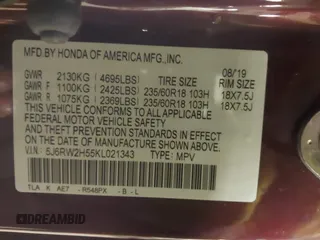 MFD. BY HONDA OF AMERICA MFG., INC. 08/19
GVWR 2130KG (4695LBS) TIRE SIZE RIM SIZE
GAWR F 1100KG (2425LBS) 235/60R18 103H 18X7.5J
GAWR R 1075KG (2369LBS) 235/60R18 103H 18X7.5J
THIS VEHICLE CONFORMS TO ALL APPLICABLE
FEDERAL MOTOR VEHICLE SAFETY AND THEFT
PREVENTION STANDARDS IN EFFECT ON THE DATE
OF MANUFACTURE SHOWN ABOVE.
V.I.N.: 5J6RW2H55KL021343 TYPE: MPV
TLA K AE7 - R548PX - B - L
DREAMBID